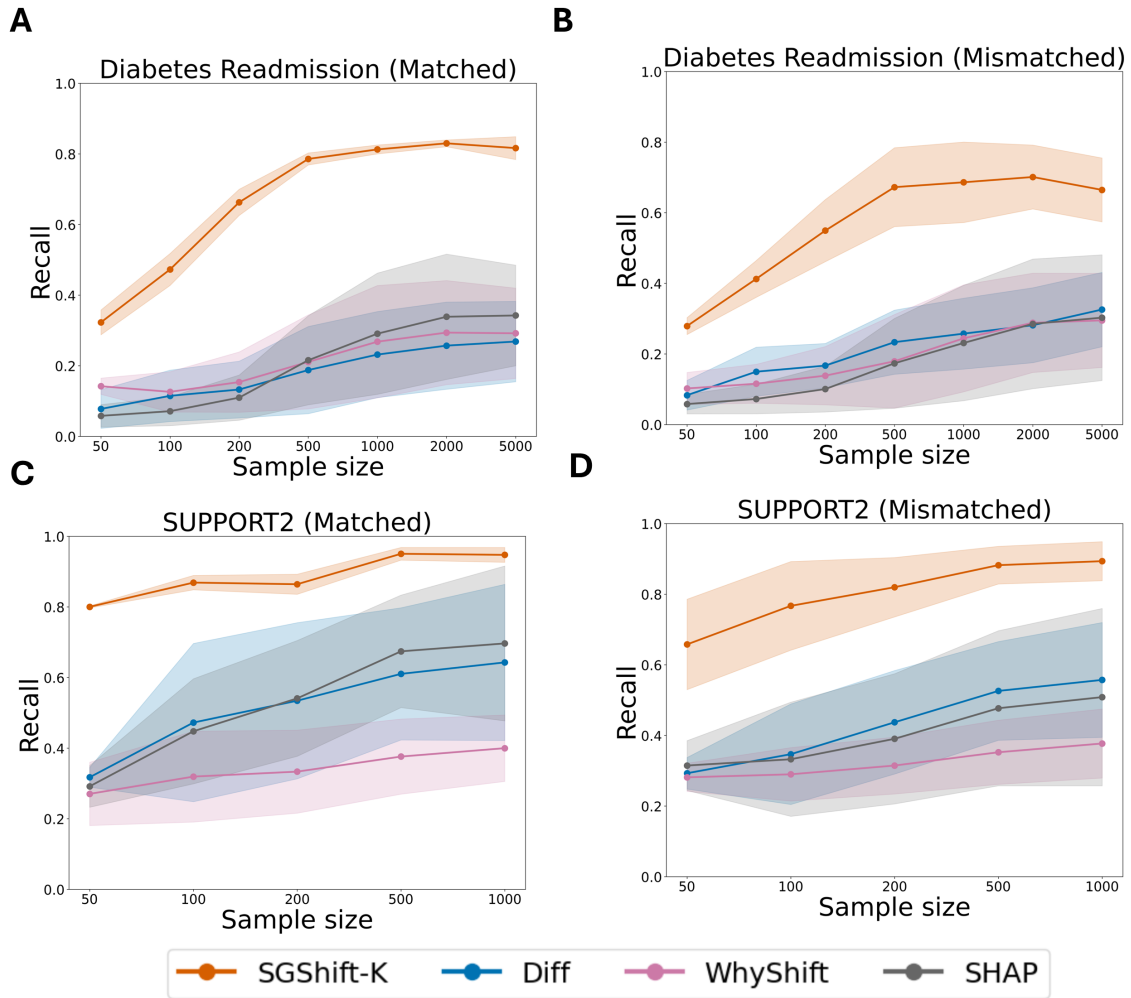 A
Diabetes Readmission (Matched)
1.0
0.8
0.6
0.4
0.2
0.0
Recall
50 100 200 500 1000 2000 5000
Sample size
B
Diabetes Readmission (Mismatched)
1.0
0.8
0.6
0.4
0.2
0.0
Recall
50 100 200 500 1000 2000 5000
Sample size
C
SUPPORT2 (Matched)
1.0
0.8
0.6
0.4
0.2
0.0
Recall
50 100 200 500 1000
Sample size
D
SUPPORT2 (Mismatched)
1.0
0.8
0.6
0.4
0.2
0.0
Recall
50 100 200 500 1000
Sample size
SGShift-K Diff WhyShift SHAP